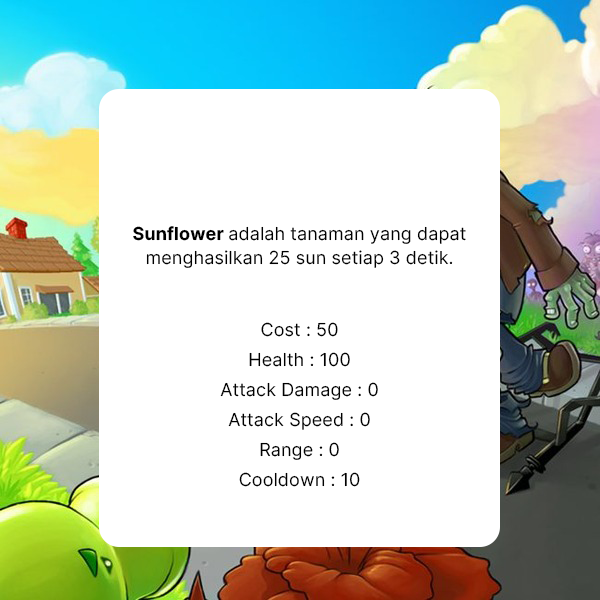 Sunflower adalah tanaman yang dapat
menghasilkan 25 sun setiap 3 detik.
Cost : 50
Health : 100
Attack Damage : 0
Attack Speed : 0
Range : 0
Cooldown : 10